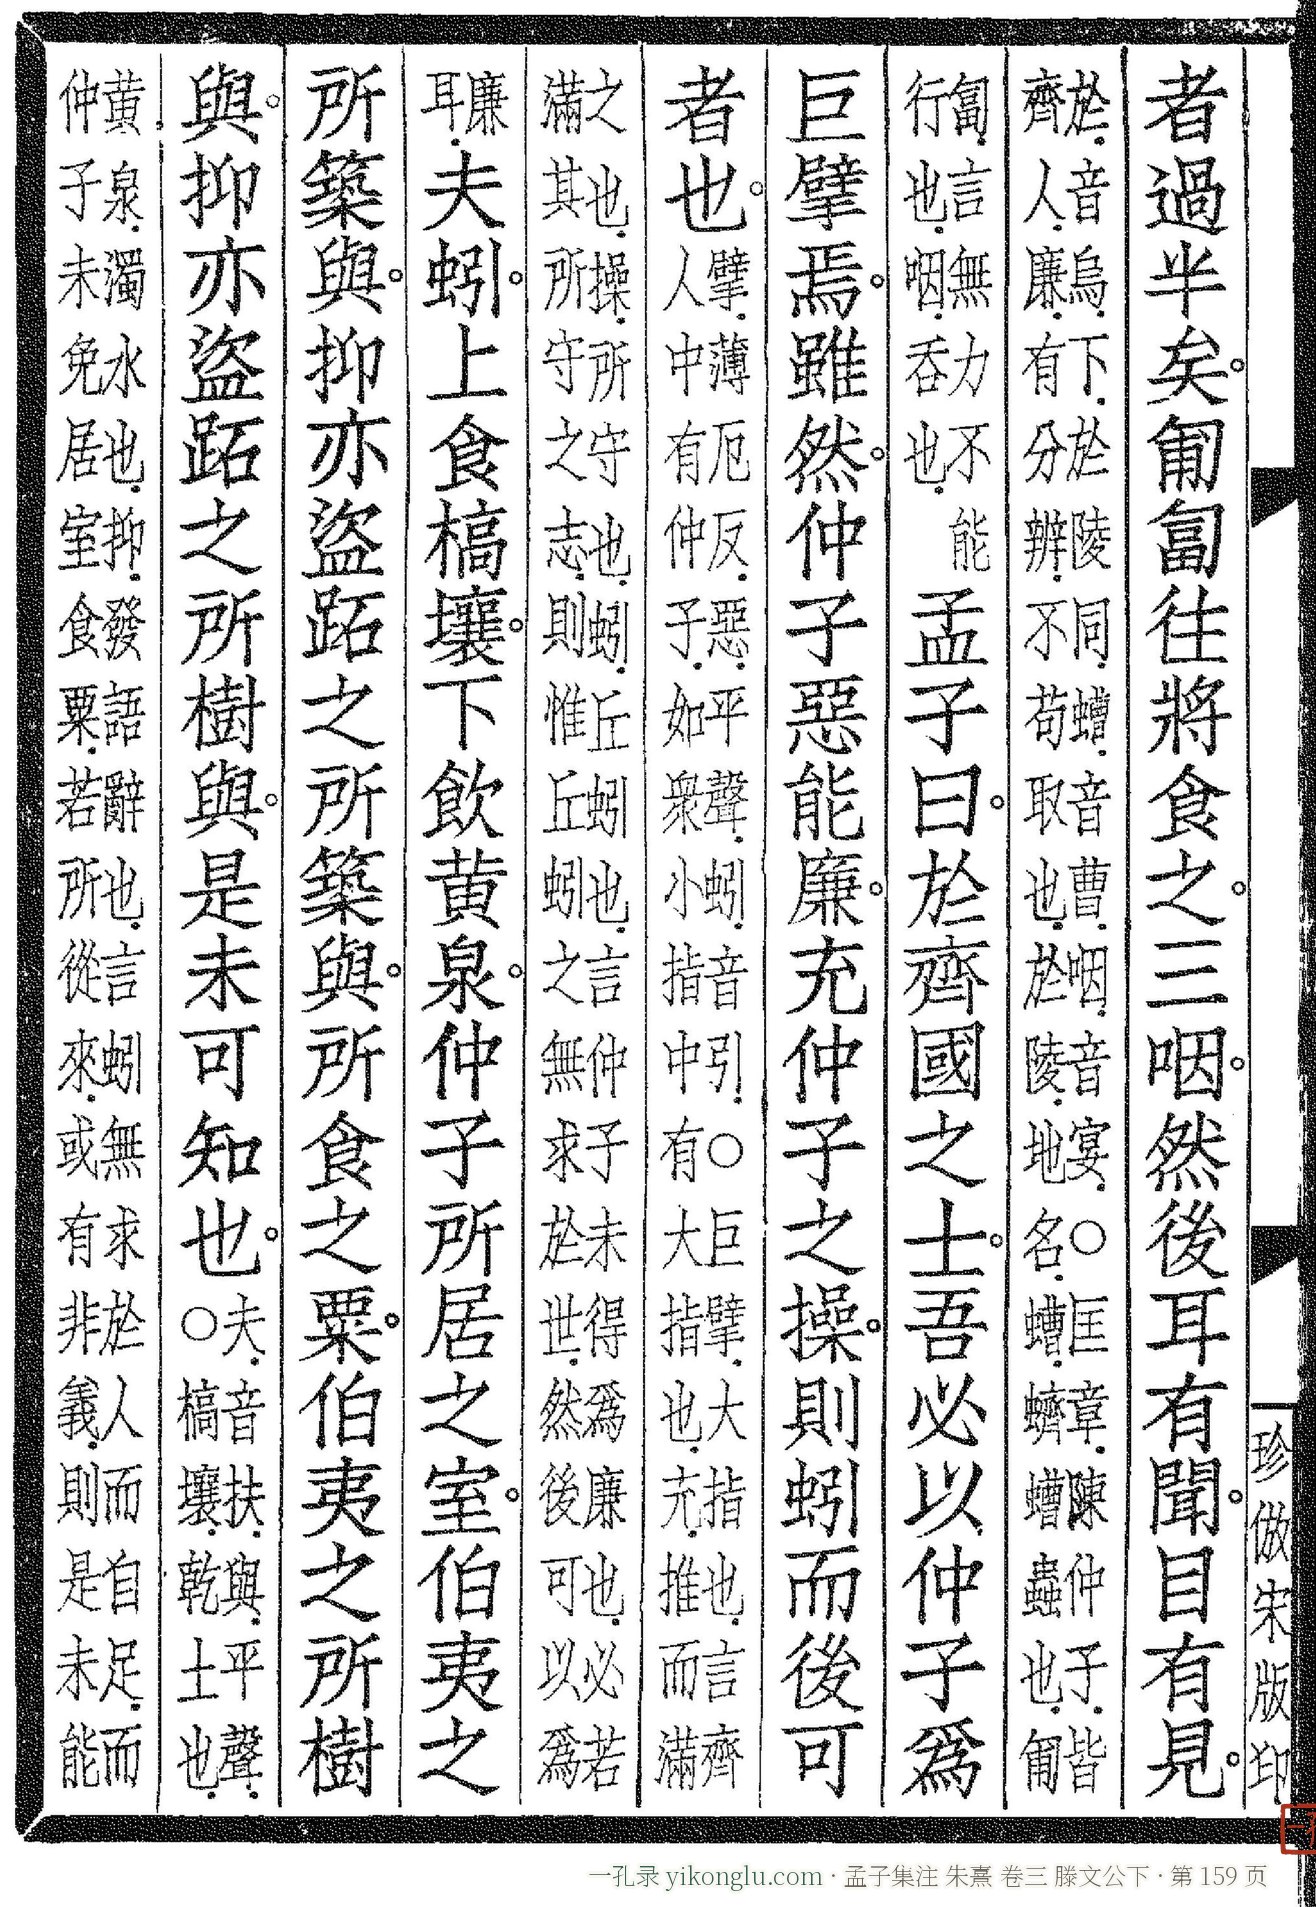 珍倣宋版印
者過半矣。匍匐往將食之。三咽。然後耳有聞。目有見。
於.音烏.下.於陵同.螬.音曹.咽.音宴.○匡章.陳仲子.皆
齊人.廉.有分辨.不苟取也.於陵.地名.螬.蠐螬蟲也.匍
匐.言無力不能
行也.咽.吞也.
孟子曰。於齊國之士。吾必以仲子爲
巨擘焉。雖然。仲子惡能廉。充仲子之操。則蚓而後可
者也。
擘.薄厄反.惡.平聲.蚓.音引.○巨擘.大指也.言齊
人中有仲子.如衆小指中有大指也.充.推而滿
之也.操.所守也.蚓.丘蚓也.言仲子未得爲廉也.必若
滿其所守之志.則惟丘蚓之無求於世.然後可以爲
廉
耳.
夫蚓。上食槁壤。下飲黃泉。仲子所居之室。伯夷之
所築與。抑亦盜跖之所築與。所食之粟。伯夷之所樹
與。抑亦盜跖之所樹與。是未可知也。
夫.音扶.與.平聲.
○槁壤.乾土也.
黃泉.濁水也.抑.發語辭也.言蚓無求於人而自足.而
仲子未免居室食粟.若所從來.或有非義.則是未能
一孔录 yikonglu.com · 孟子集注 朱熹 卷三 滕文公下 · 第 159 页